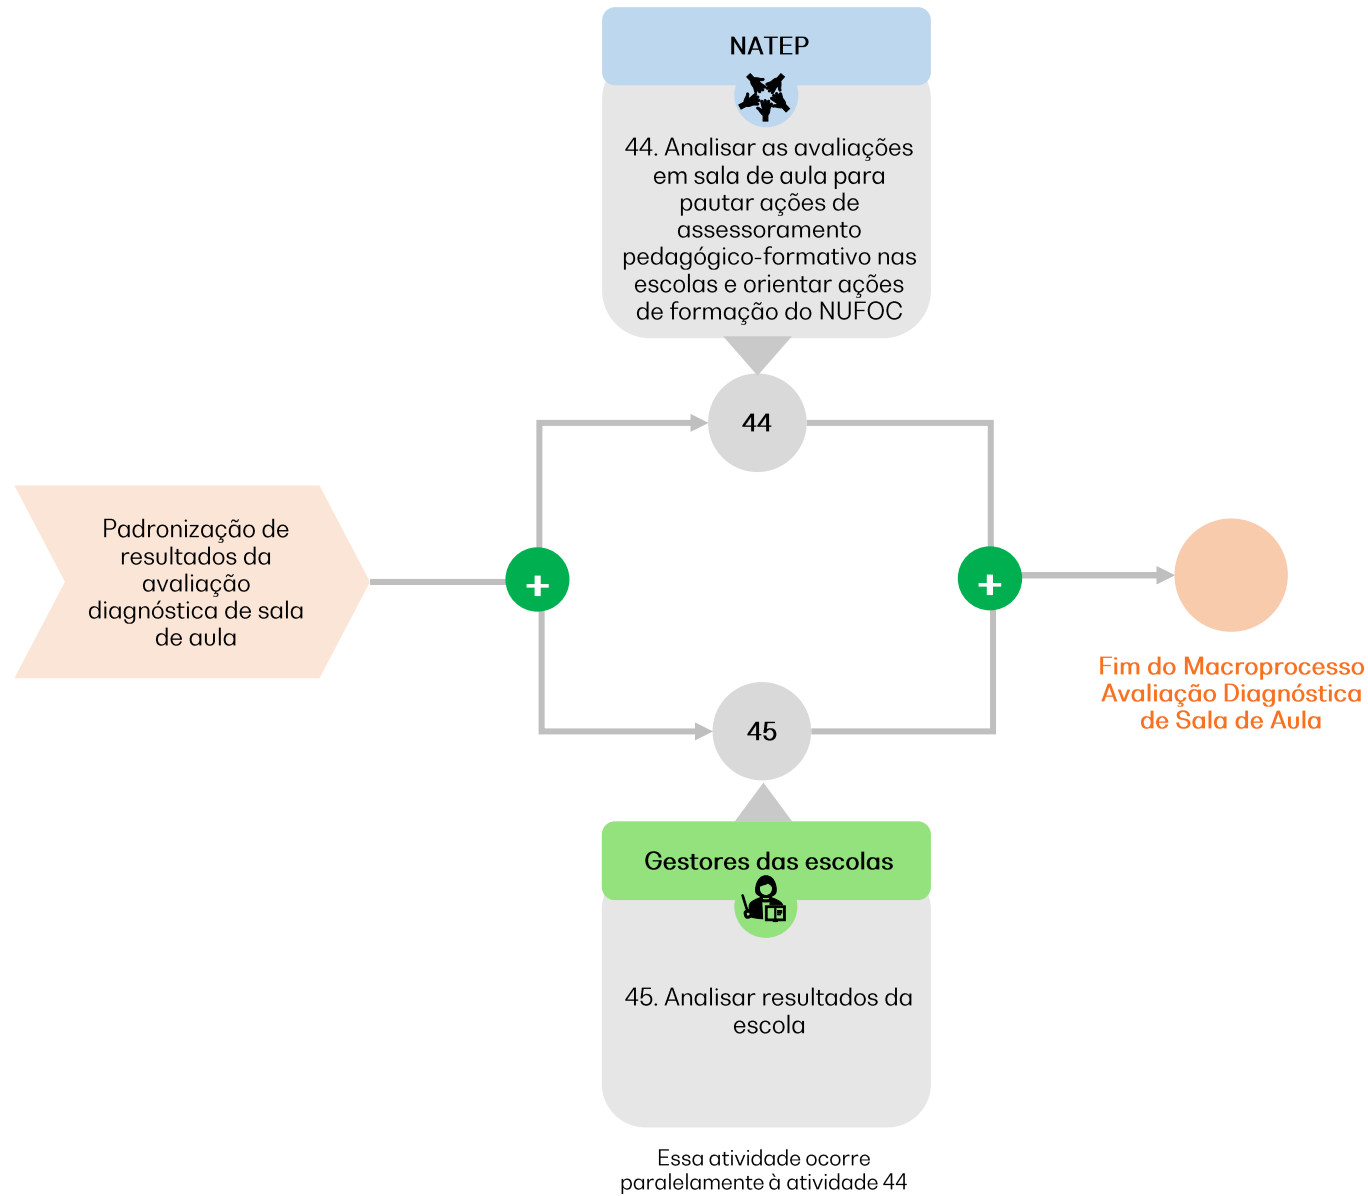 NATEP
44. Analisar as avaliações
em sala de aula para
pautar ações de
assessoramento
pedagógico-formativo nas
escolas e orientar ações
de formação do NUFOC
44
Padronização de
resultados da
avaliação
diagnóstica de sala
de aula
+
+
Fim do Macroprocesso
Avaliação Diagnóstica
de Sala de Aula
45
Gestores das escolas
45. Analisar resultados da
escola
Essa atividade ocorre
paralelamente à atividade 44